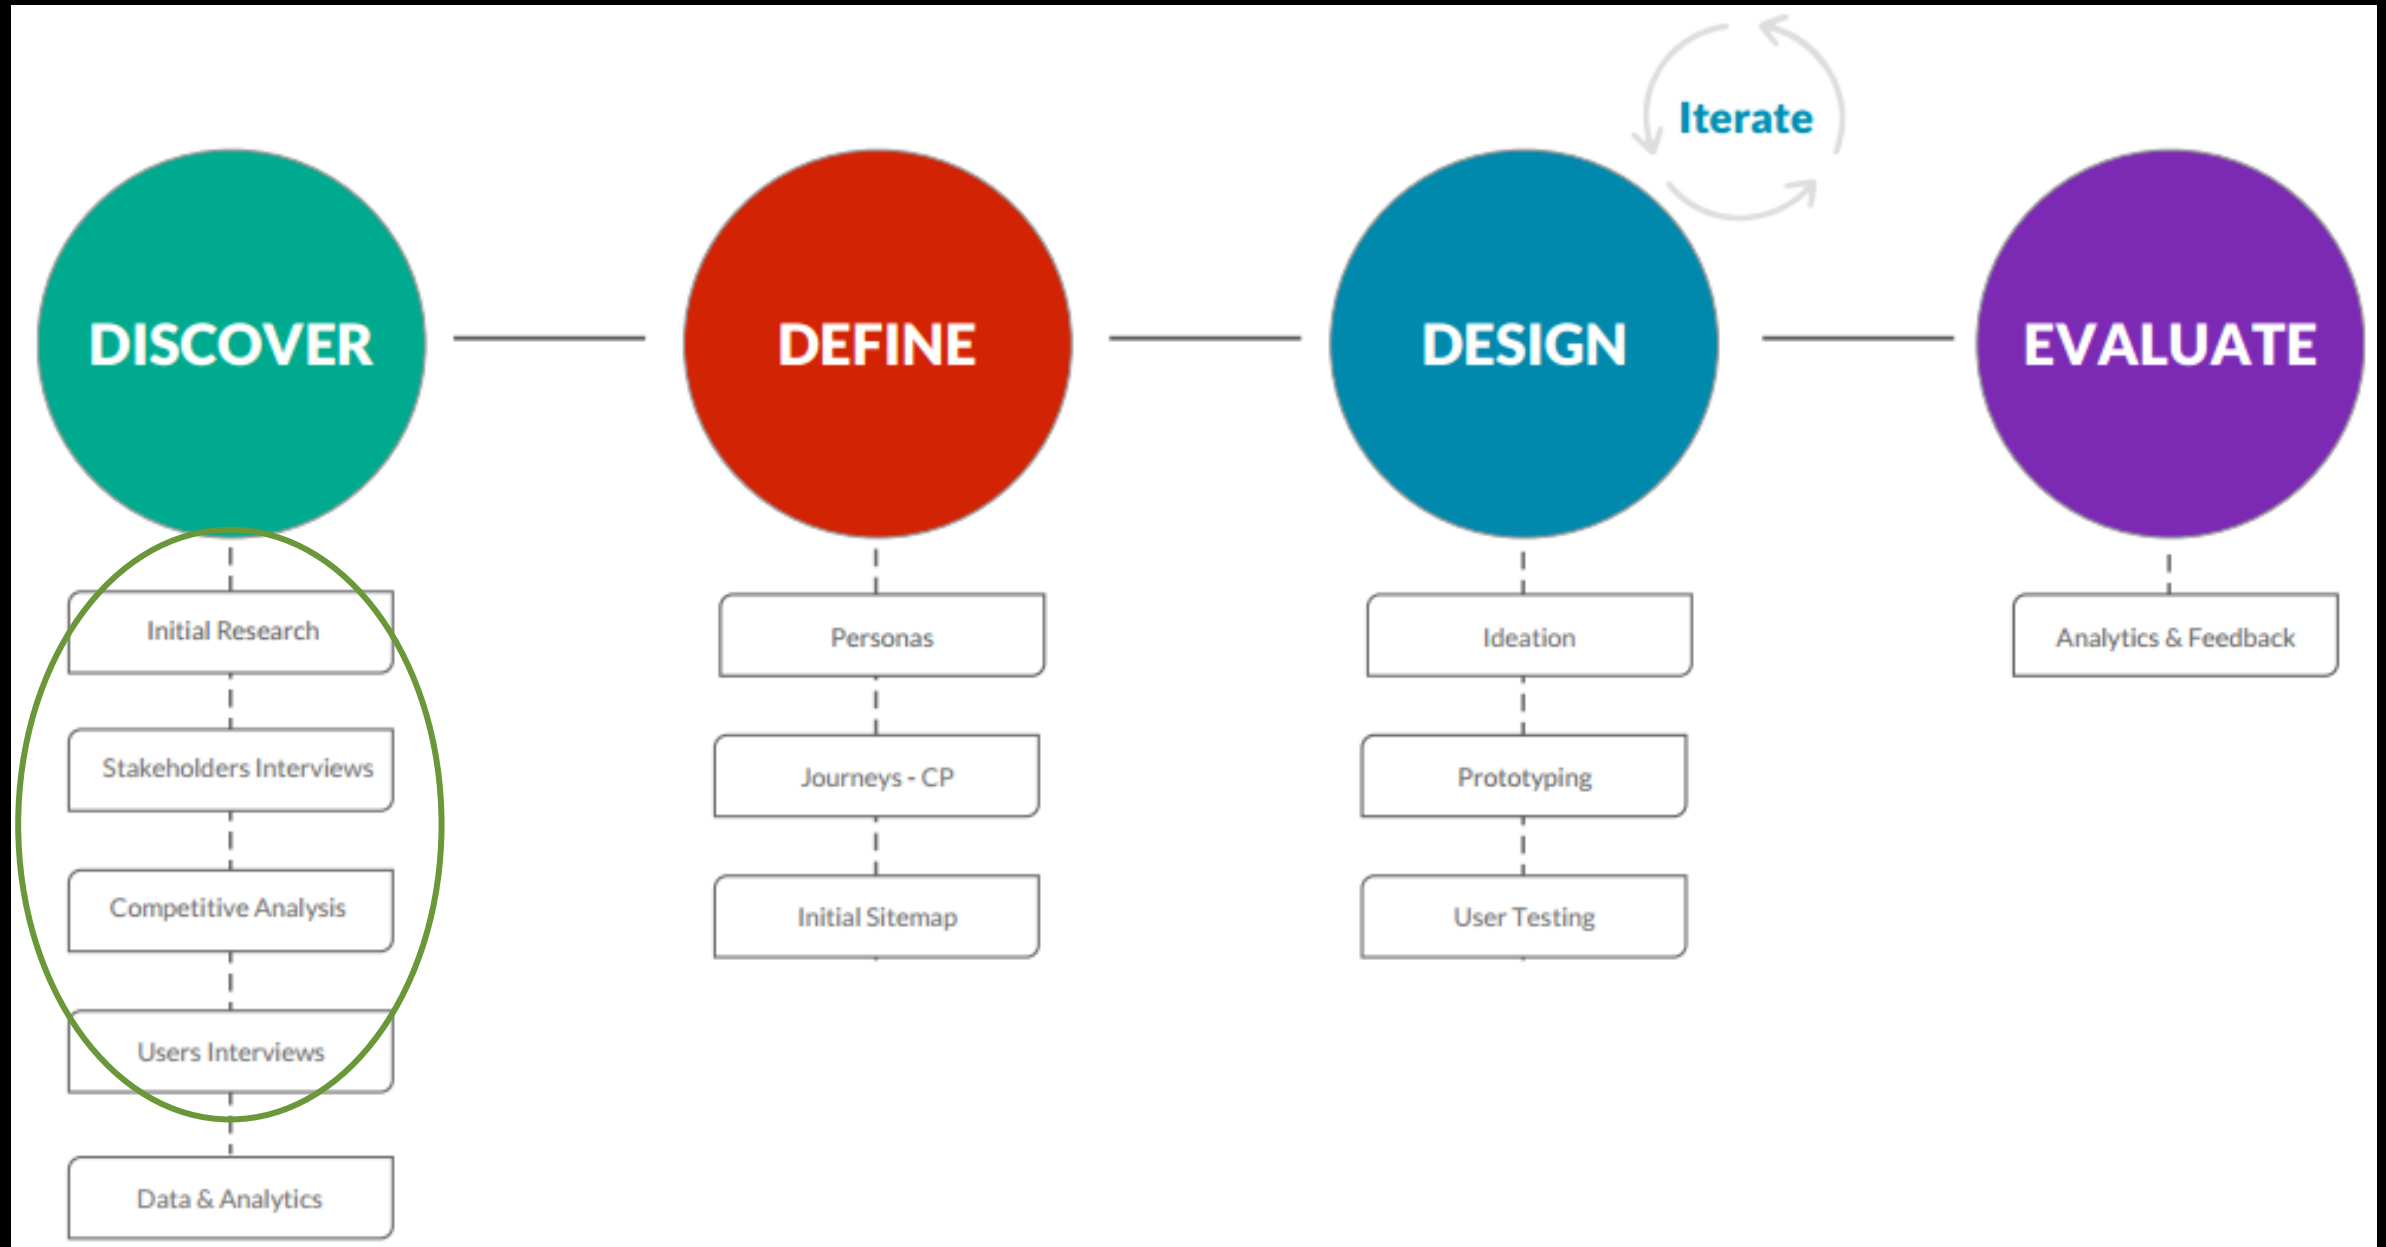 Iterate
DISCOVER
DEFINE
DESIGN
EVALUATE
Initial Research
Stakeholders Interviews
Competitive Analysis
Users Interviews
Data & Analytics
Personas
Journeys - CP
Initial Sitemap
Ideation
Prototyping
User Testing
Analytics & Feedback